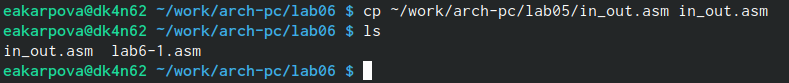 eakarpova@dk4n62 ~/work/arch-pc/lab06 $ cp ~/work/arch-pc/lab05/in_out.asm in_out.asm
eakarpova@dk4n62 ~/work/arch-pc/lab06 $ ls
in_out.asm  lab6-1.asm
eakarpova@dk4n62 ~/work/arch-pc/lab06 $